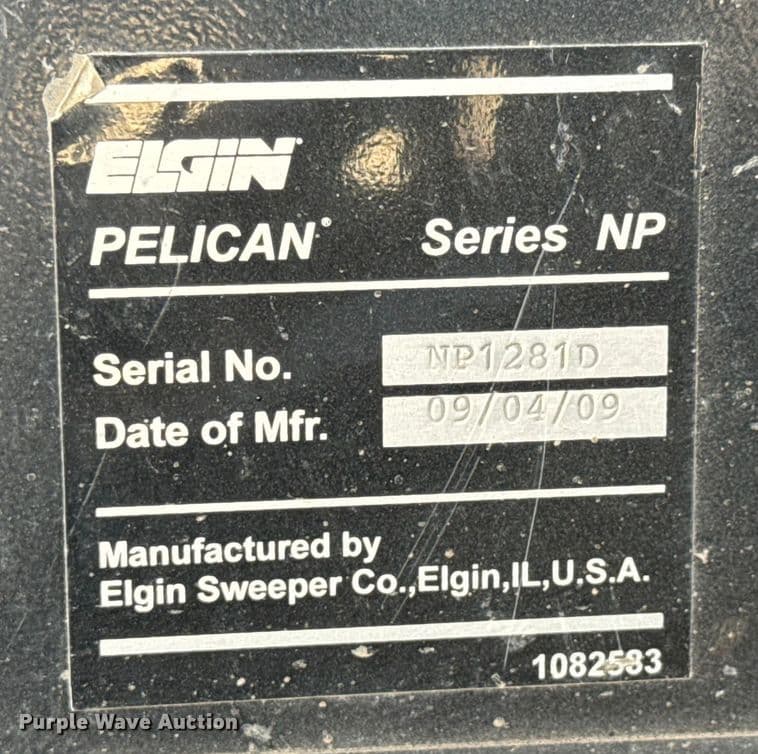 ELGIN
PELICAN® Series NP
Serial No. NP1281D
Date of Mfr. 09/04/09
Manufactured by
Elgin Sweeper Co.,Elgin,IL,U.S.A.
1082533
Purple Wave Auction